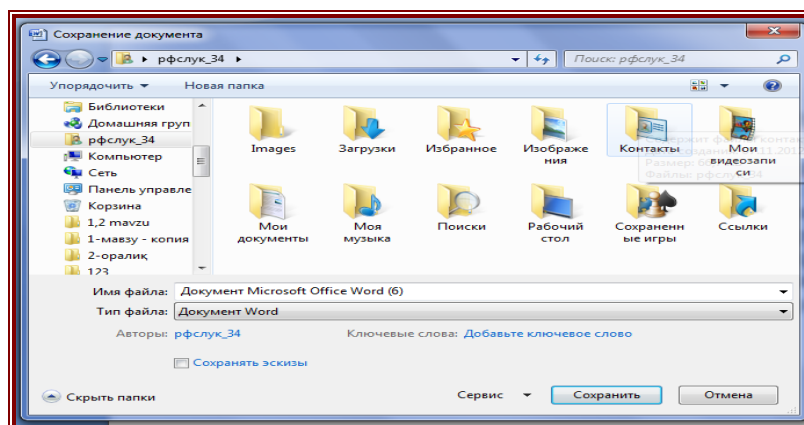 Сохранение документа
рфслук_34
Поиск: рфслук_34
Упорядочить
Новая папка
Библиотеки
Домашняя груп
рфслук_34
Компьютер
Сеть
Панель управле
Корзина
1,2 mavzu
1-мавзу - копия
2-оралиқ
123
Images
Загрузки
Избранное
Изображе
ния
Контакты
Мои
видеозапи
си
Мои
документы
Моя
музыка
Поиски
Рабочий
стол
Сохраненн
ые игры
Ссылки
Имя файла: Документ Microsoft Office Word (6)
Тип файла: Документ Word
Авторы: рфслук_34
Ключевые слова: Добавьте ключевое слово
Сохранять эскизы
Скрыть папки
Сервис
Сохранить
Отмена